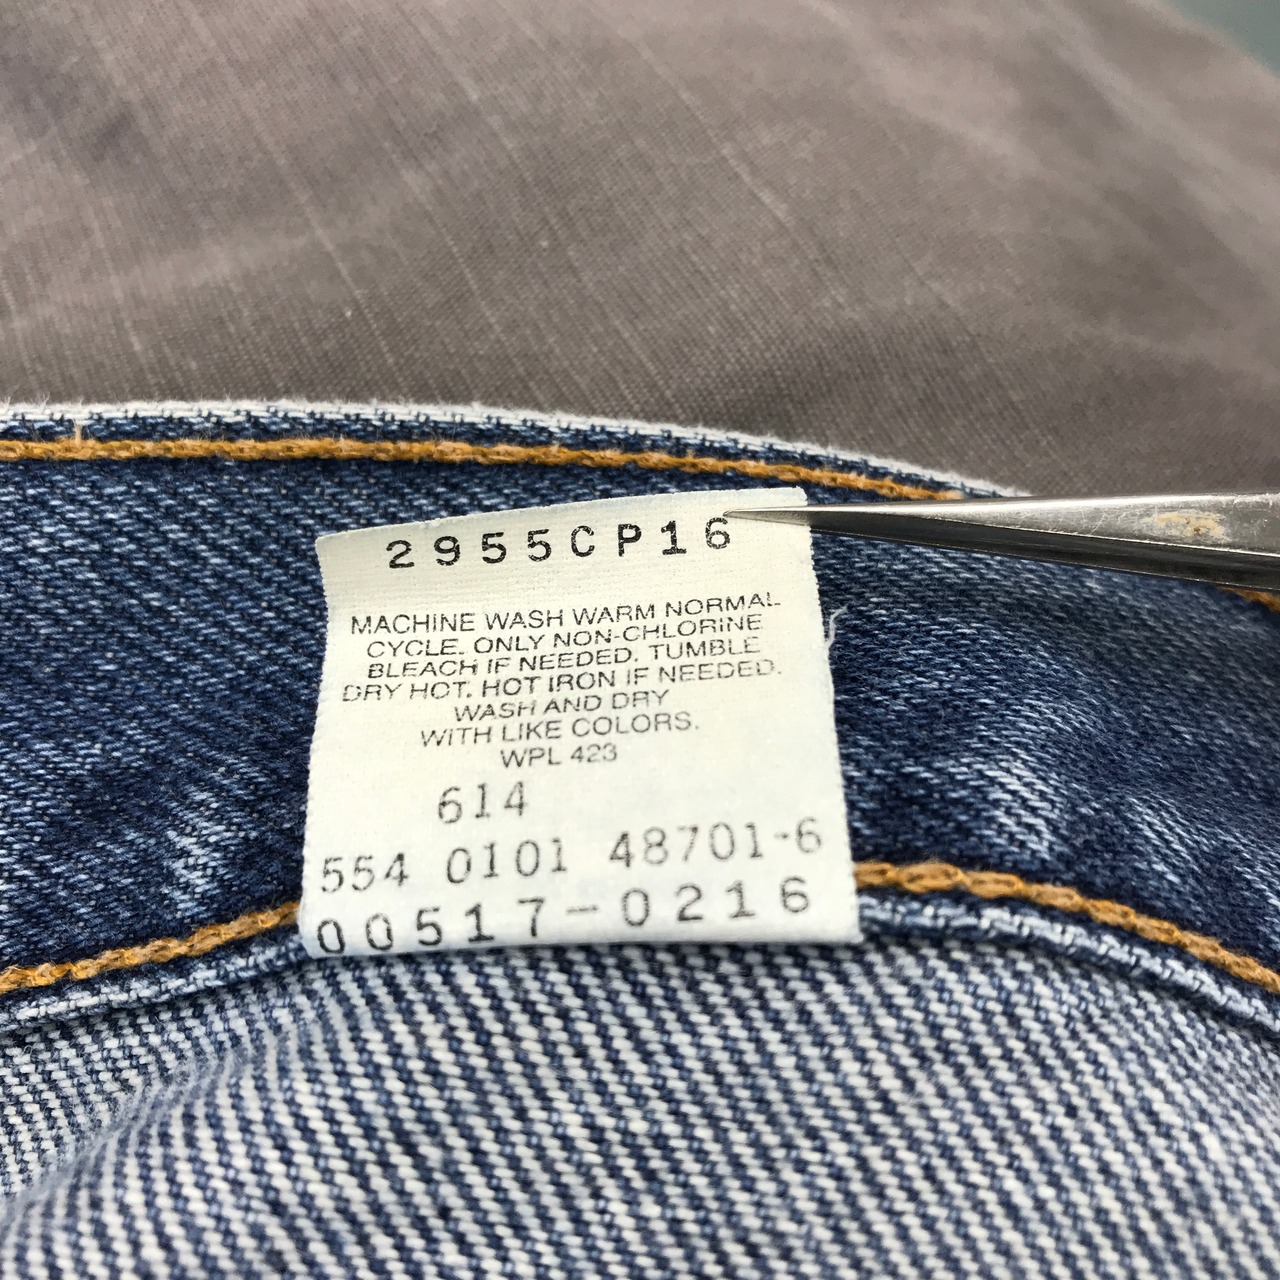 2955CP16
MACHINE WASH WARM NORMAL
CYCLE. ONLY NON-CHLORINE
BLEACH IF NEEDED. TUMBLE
DRY HOT. HOT IRON IF NEEDED.
WASH AND DRY
WITH LIKE COLORS.
WPL 423
614
554 0101 48701-6
00517-0216